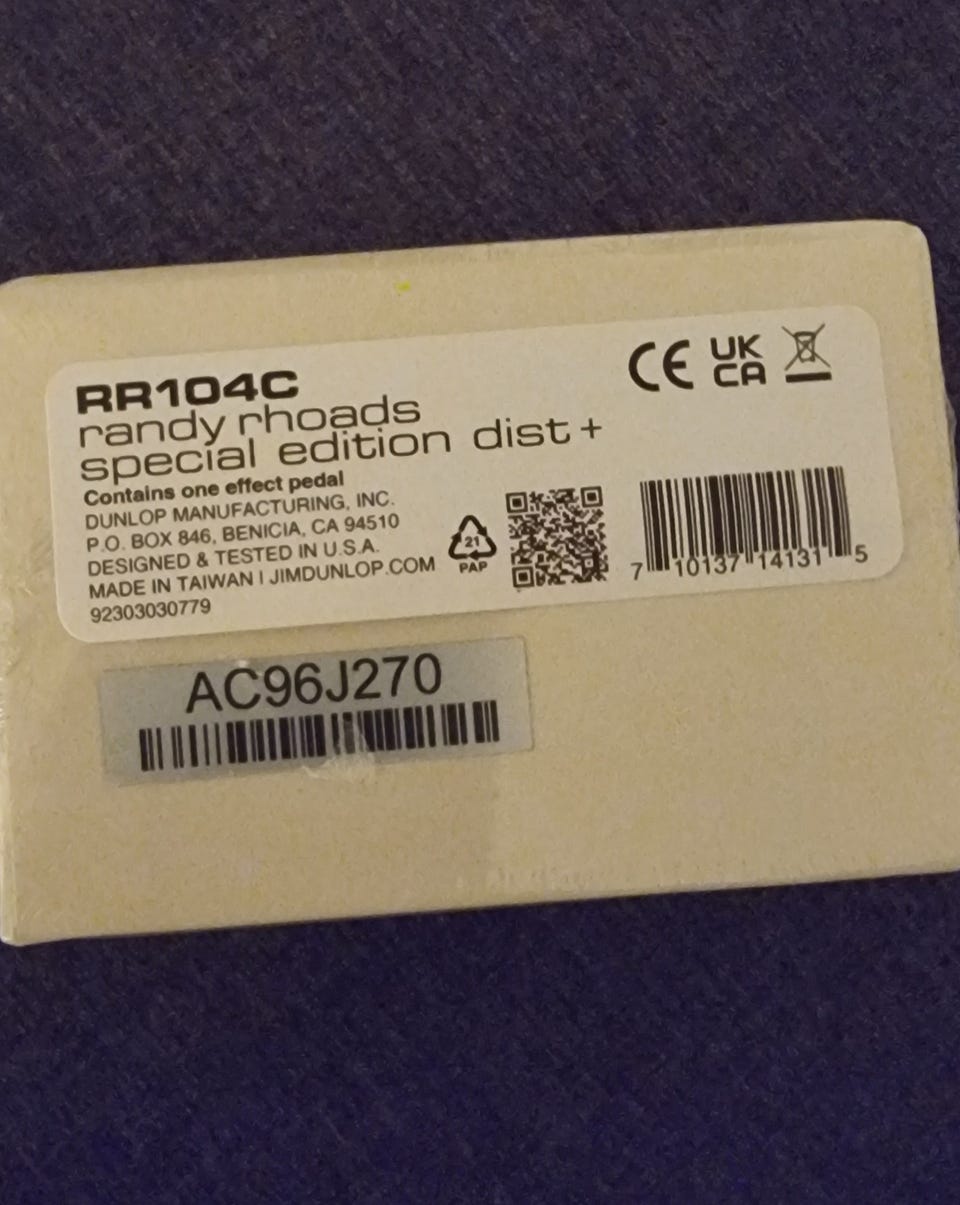 RR104C
randy rhoads
special edition dist+
Contains one effect pedal
DUNLOP MANUFACTURING, INC.
P.O. BOX 846, BENICIA, CA 94510
DESIGNED & TESTED IN U.S.A.
MADE IN TAIWAN I JIMDUNLOP.COM
92303030779
21
PAP
CE
UK
CA
7 10137 14131 5
AC96J270